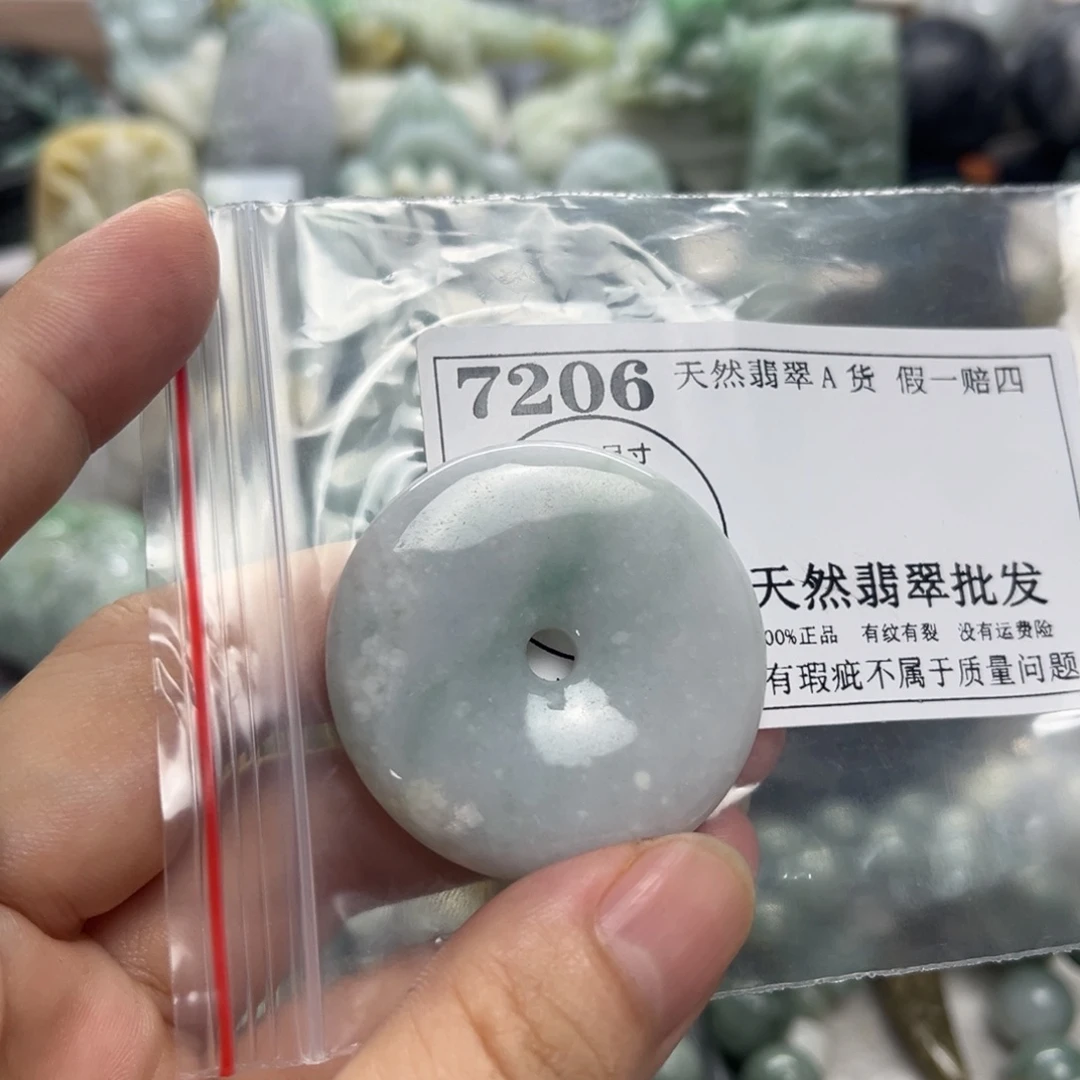 7206 天然翡翠A货 假一赔四
尺寸
天然翡翠批发
00%正品 有纹有裂 没有运费险
有瑕疵不属于质量问题